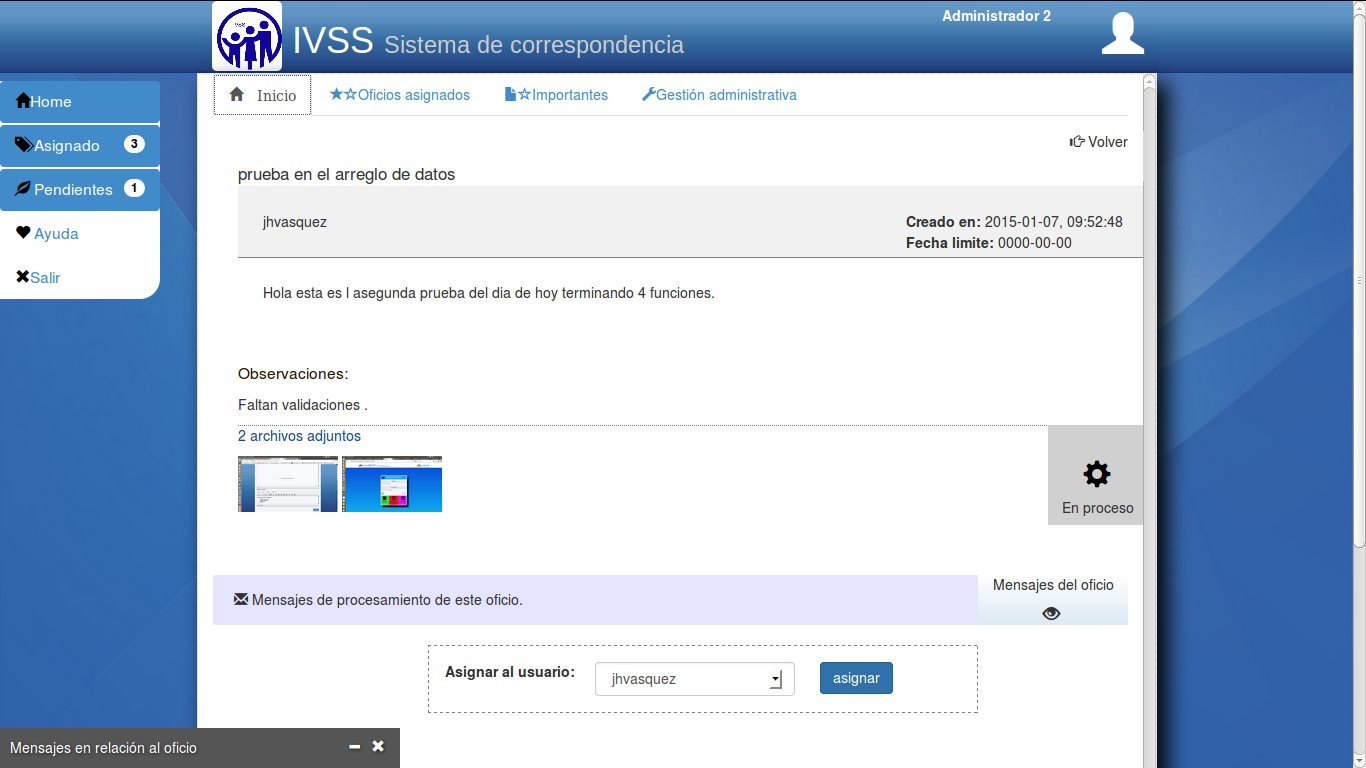 IVSS Sistema de correspondencia
Administrador 2
Home
Asignado 3
Pendientes 1
Ayuda
Salir
Inicio
Oficios asignados
Importantes
Gestión administrativa
Volver
prueba en el arreglo de datos
jhvasquez
Creado en: 2015-01-07, 09:52:48
Fecha limite: 0000-00-00
Hola esta es l asegunda prueba del dia de hoy terminando 4 funciones.
Observaciones:
Faltan validaciones .
2 archivos adjuntos
En proceso
Mensajes de procesamiento de este oficio.
Mensajes del oficio
Asignar al usuario: jhvasquez asignar
Mensajes en relación al oficio